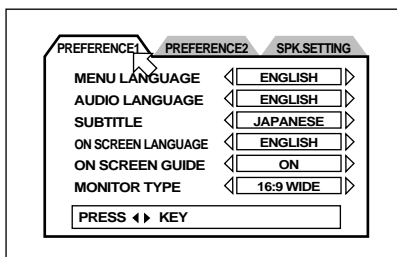 PREFERENCE1 PREFERENCE2 SPK.SETTING
MENU LANGUAGE ENGLISH
AUDIO LANGUAGE ENGLISH
SUBTITLE JAPANESE
ON SCREEN LANGUAGE ENGLISH
ON SCREEN GUIDE ON
MONITOR TYPE 16:9 WIDE
PRESS KEY